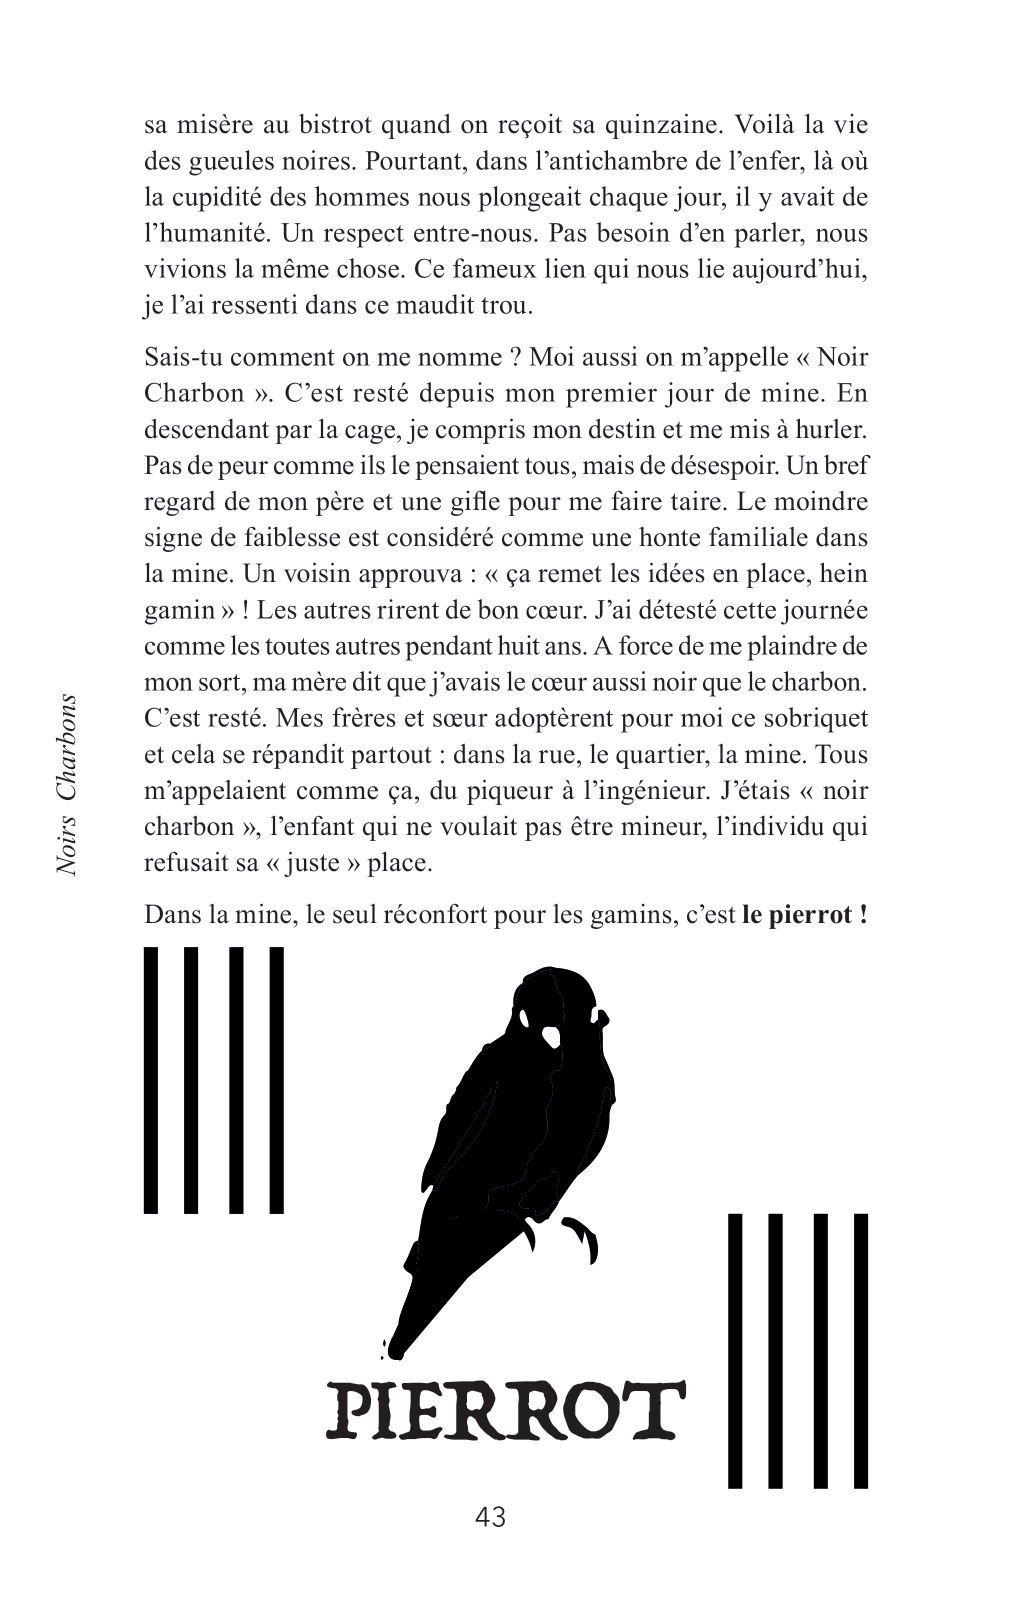 sa misère au bistrot quand on reçoit sa quinzaine. Voilà la vie
des gueules noires. Pourtant, dans l’antichambre de l’enfer, là où
la cupidité des hommes nous plongeait chaque jour, il y avait de
l’humanité. Un respect entre-nous. Pas besoin d’en parler, nous
vivions la même chose. Ce fameux lien qui nous lie aujourd’hui,
je l’ai ressenti dans ce maudit trou.
Sais-tu comment on me nomme ? Moi aussi on m’appelle « Noir
Charbon ». C’est resté depuis mon premier jour de mine. En
descendant par la cage, je compris mon destin et me mis à hurler.
Pas de peur comme ils le pensaient tous, mais de désespoir. Un bref
regard de mon père et une gifle pour me faire taire. Le moindre
signe de faiblesse est considéré comme une honte familiale dans
la mine. Un voisin approuva : « ça remet les idées en place, hein
gamin » ! Les autres rirent de bon cœur. J’ai détesté cette journée
comme les toutes autres pendant huit ans. A force de me plaindre de
mon sort, ma mère dit que j’avais le cœur aussi noir que le charbon.
C’est resté. Mes frères et sœur adoptèrent pour moi ce sobriquet
et cela se répandit partout : dans la rue, le quartier, la mine. Tous
m’appelaient comme ça, du piqueur à l’ingénieur. J’étais « noir
charbon », l’enfant qui ne voulait pas être mineur, l’individu qui
refusait sa « juste » place.
Dans la mine, le seul réconfort pour les gamins, c’est le pierrot !
PIERROT
43
Noirs Charbons